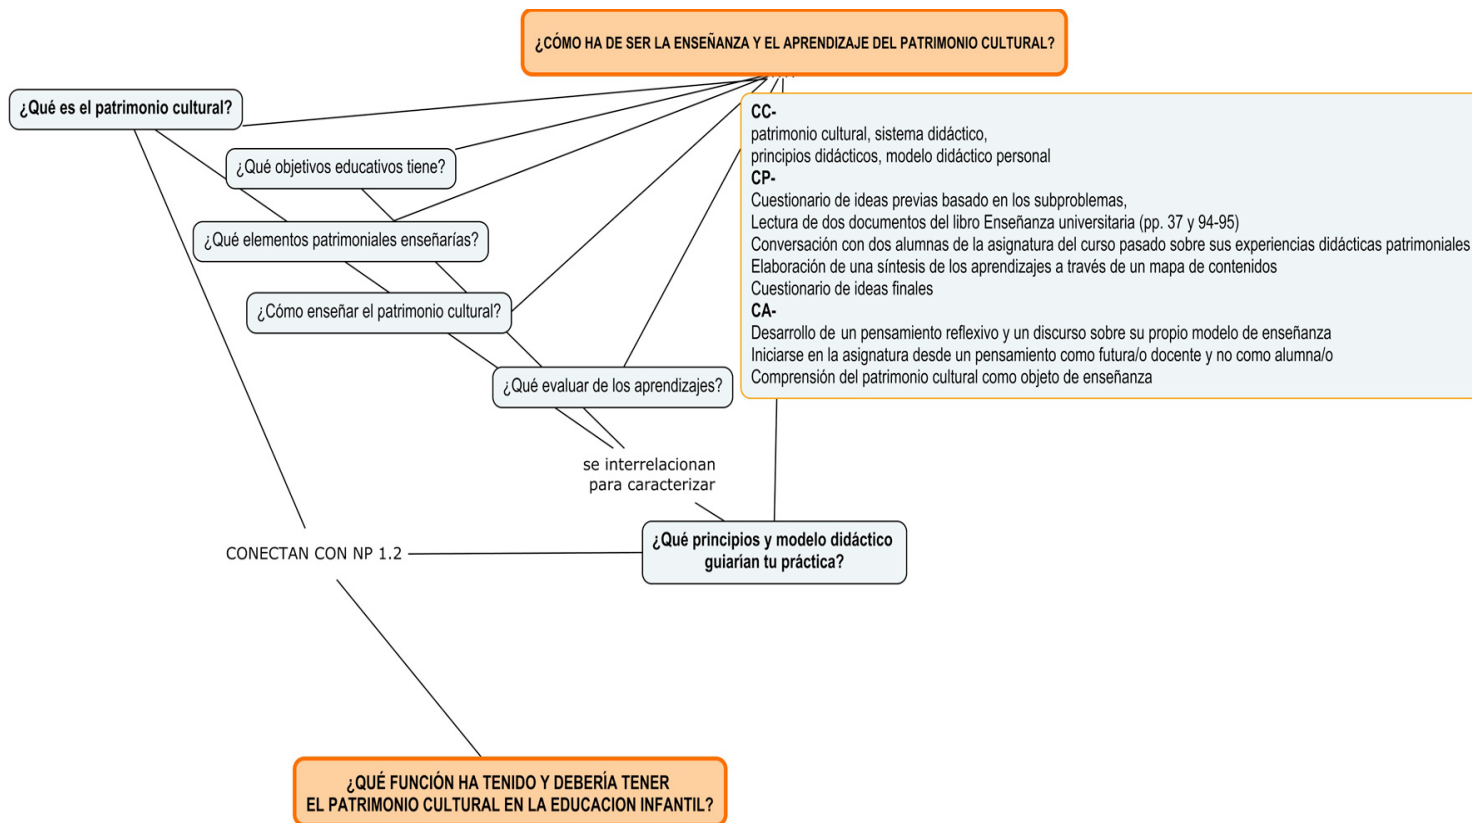 ¿CÓMO HA DE SER LA ENSEÑANZA Y EL APRENDIZAJE DEL PATRIMONIO CULTURAL?
¿Qué es el patrimonio cultural?
¿Qué objetivos educativos tiene?
¿Qué elementos patrimoniales enseñarías?
¿Cómo enseñar el patrimonio cultural?
¿Qué evaluar de los aprendizajes?
CC-
patrimonio cultural, sistema didáctico,
principios didácticos, modelo didáctico personal
CP-
Cuestionario de ideas previas basado en los subproblemas,
Lectura de dos documentos del libro Enseñanza universitaria (pp. 37 y 94-95)
Conversación con dos alumnas de la asignatura del curso pasado sobre sus experiencias didácticas patrimoniales
Elaboración de una síntesis de los aprendizajes a través de un mapa de contenidos
Cuestionario de ideas finales
CA-
Desarrollo de un pensamiento reflexivo y un discurso sobre su propio modelo de enseñanza
Iniciarse en la asignatura desde un pensamiento como futura/o docente y no como alumna/o
Comprensión del patrimonio cultural como objeto de enseñanza
se interrelacionan
para caracterizar
¿Qué principios y modelo didáctico
guiarían tu práctica?
CONECTAN CON NP 1.2
¿QUÉ FUNCIÓN HA TENIDO Y DEBERÍA TENER
EL PATRIMONIO CULTURAL EN LA EDUCACION INFANTIL?